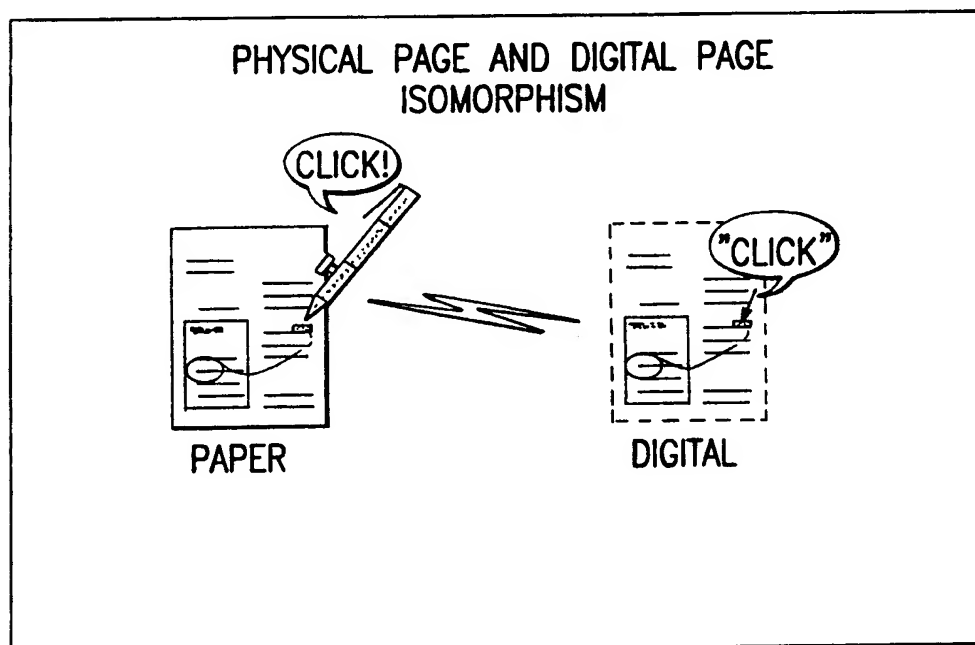 PHYSICAL PAGE AND DIGITAL PAGE
ISOMORPHISM
CLICK!
"CLICK"
PAPER
DIGITAL